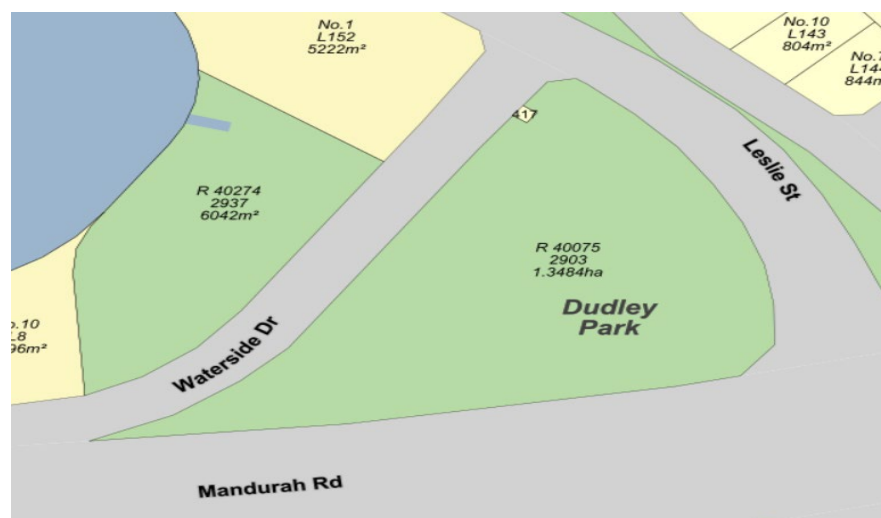 No.1
L152
5222m²
No.10
L143
804m²
844m²
417
Leslie St
R 40274
2937
6042m²
R 40075
2903
1.3484ha
Dudley
Park
Waterside Dr
Mandurah Rd